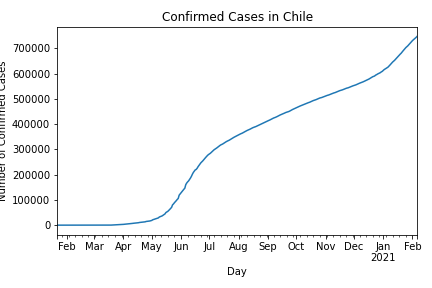 Confirmed Cases in Chile
Number of Confirmed Cases
700000
600000
500000
400000
300000
200000
100000
0
Feb Mar Apr May Jun Jul Aug Sep Oct Nov Dec Jan Feb
2021
Day